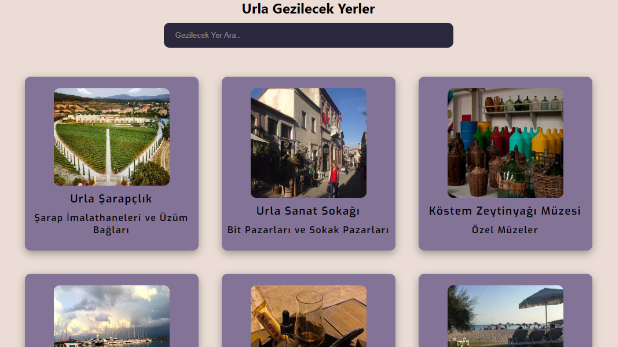 Urla Gezilecek Yerler
Gezilecek Yer Ara..
Urla Şarapçlık
Şarap İmalathaneleri ve Üzüm
Bağları
Urla Sanat Sokağı
Bit Pazarları ve Sokak Pazarları
Köstem Zeytinyağı Müzesi
Özel Müzeler